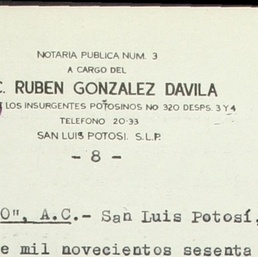 NOTARIA PUBLICA NUM. 3
A CARGO DEL
C. RUBEN GONZALEZ DAVILA
LOS INSURGENTES POTOSINOS NO 320 DESPS. 3 Y 4
TELEFONO 20-33
SAN LUIS POTOSI. S.L.P.
- 8 -
O", A.C.- San Luis Potosí,
e mil novecientos sesenta